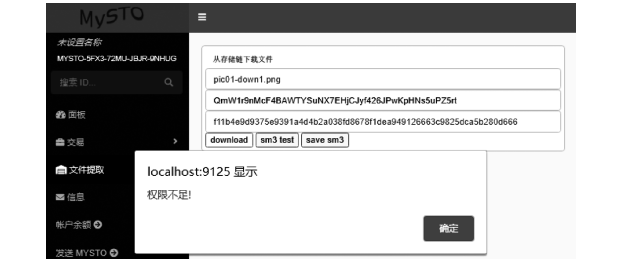 MySTO
未设置名称
MYSTO-5FX3-72MU-JBJR-9NHUG
搜索 ID...
面板
交易
文件提取
信息
帐户余额
发送 MYSTO
从存储链下载文件
pic01-down1.png
QmW1r9nMcF4BAWTYSuNX7EHjCJyf426JPwKpHNs5uPZ5rt
f11b4e9d9375e9391a4d4b2a038fd8678f1dea949126663c9825dca5b280d666
download sm3 test save sm3
localhost:9125 显示
权限不足!
确定